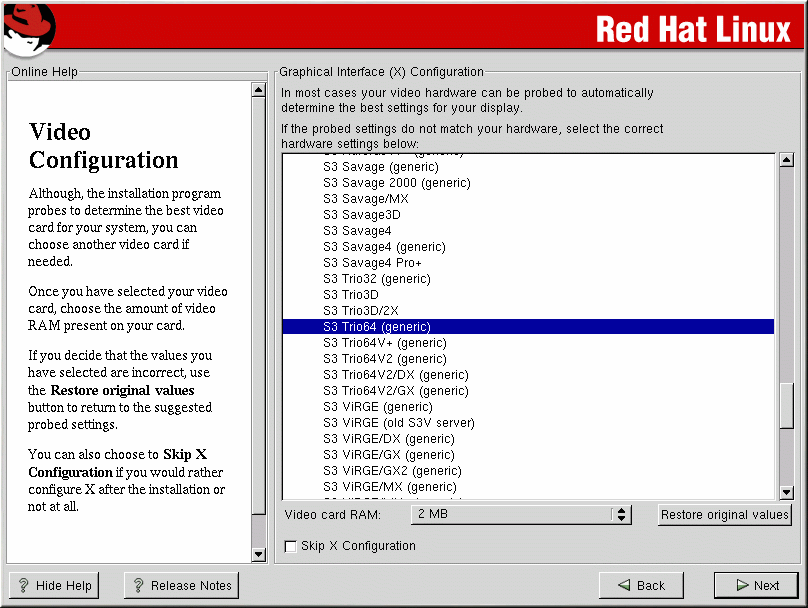 Red Hat Linux
Online Help
Video
Configuration
Although, the installation program
probes to determine the best video
card for your system, you can
choose another video card if
needed.
Once you have selected your video
card, choose the amount of video
RAM present on your card.
If you decide that the values you
have selected are incorrect, use
the Restore original values
button to return to the suggested
probed settings.
You can also choose to Skip X
Configuration if you would rather
configure X after the installation or
not at all.
Graphical Interface (X) Configuration
In most cases your video hardware can be probed to automatically
determine the best settings for your display.
If the probed settings do not match your hardware, select the correct
hardware settings below:
S3 Savage (generic)
S3 Savage 2000 (generic)
S3 Savage/MX
S3 Savage3D
S3 Savage4
S3 Savage4 (generic)
S3 Savage4 Pro+
S3 Trio32 (generic)
S3 Trio3D
S3 Trio3D/2X
S3 Trio64 (generic)
S3 Trio64V+ (generic)
S3 Trio64V2 (generic)
S3 Trio64V2/DX (generic)
S3 Trio64V2/GX (generic)
S3 ViRGE (generic)
S3 ViRGE (old S3V server)
S3 ViRGE/DX (generic)
S3 ViRGE/GX (generic)
S3 ViRGE/GX2 (generic)
S3 ViRGE/MX (generic)
Video card RAM: 2 MB Restore original values
Skip X Configuration
Hide Help Release Notes Back Next